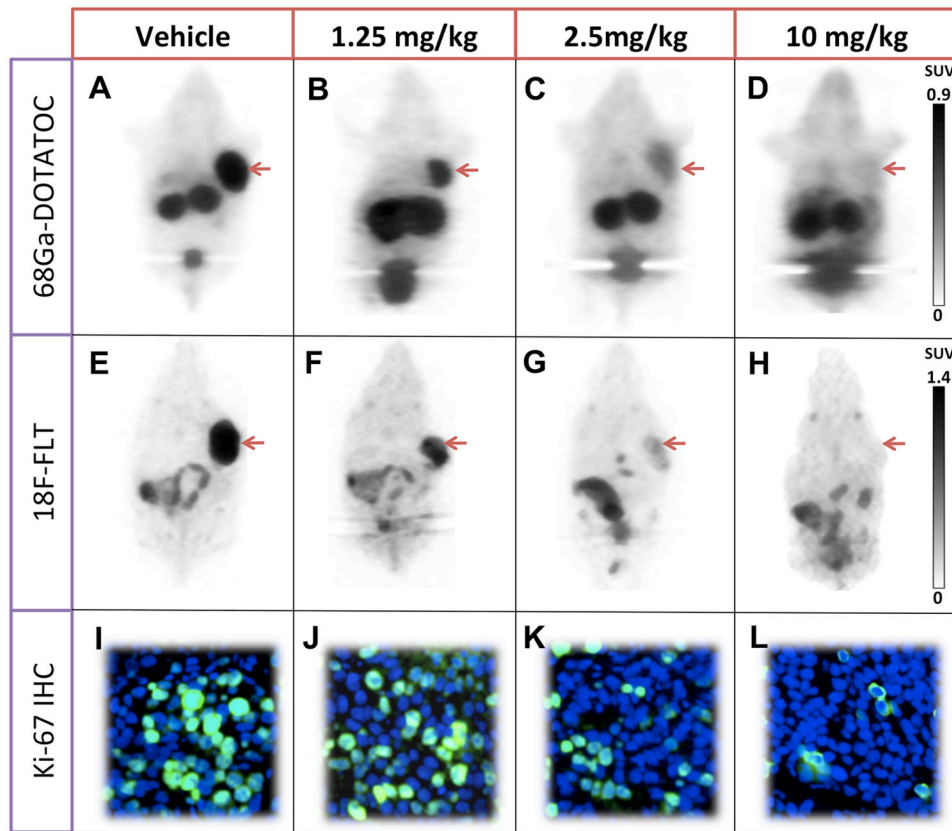 Vehicle
1.25 mg/kg
2.5mg/kg
10 mg/kg
68Ga-DOTATOC
A
B
C
D
SUV
0.9
0
18F-FLT
E
F
G
H
SUV
1.4
0
Ki-67 IHC
I
J
K
L